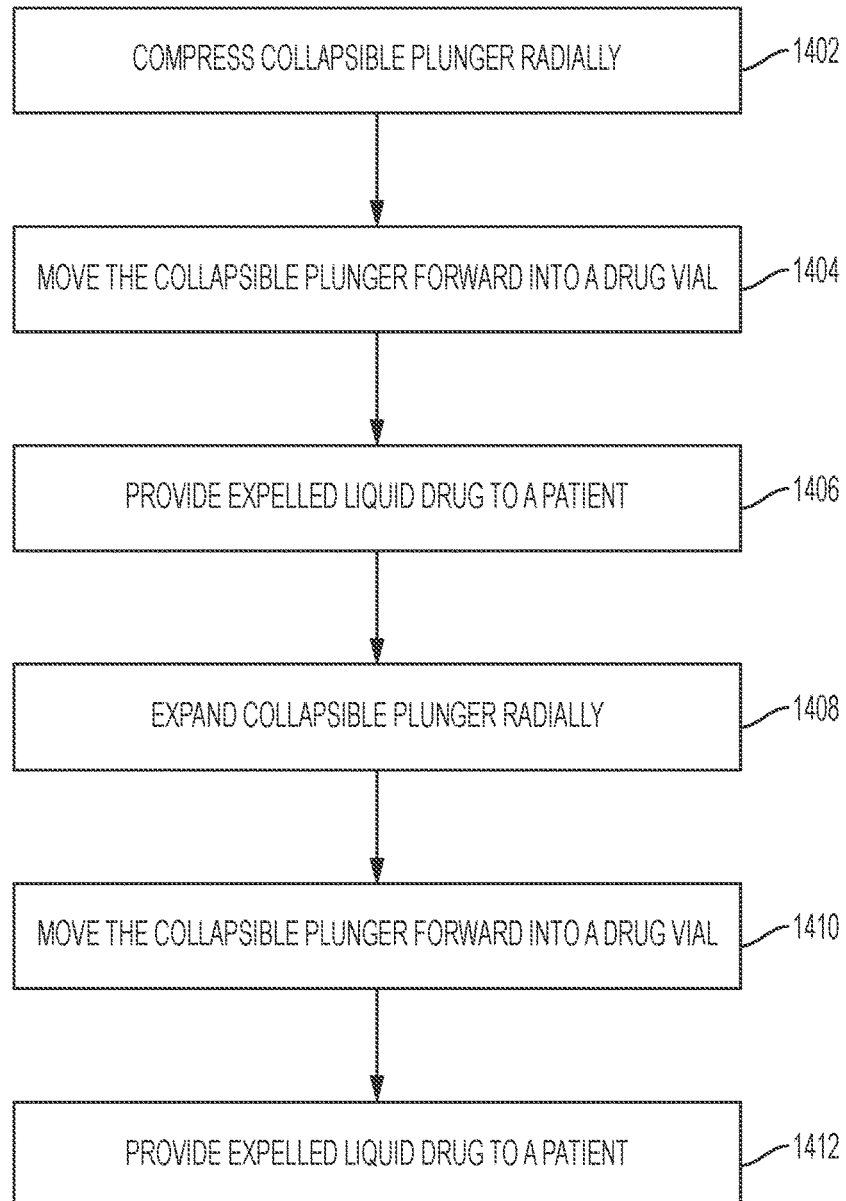 COMPRESS COLLAPSIBLE PLUNGER RADIALLY
1402
MOVE THE COLLAPSIBLE PLUNGER FORWARD INTO A DRUG VIAL
1404
PROVIDE EXPELLED LIQUID DRUG TO A PATIENT
1406
EXPAND COLLAPSIBLE PLUNGER RADIALLY
1408
MOVE THE COLLAPSIBLE PLUNGER FORWARD INTO A DRUG VIAL
1410
PROVIDE EXPELLED LIQUID DRUG TO A PATIENT
1412